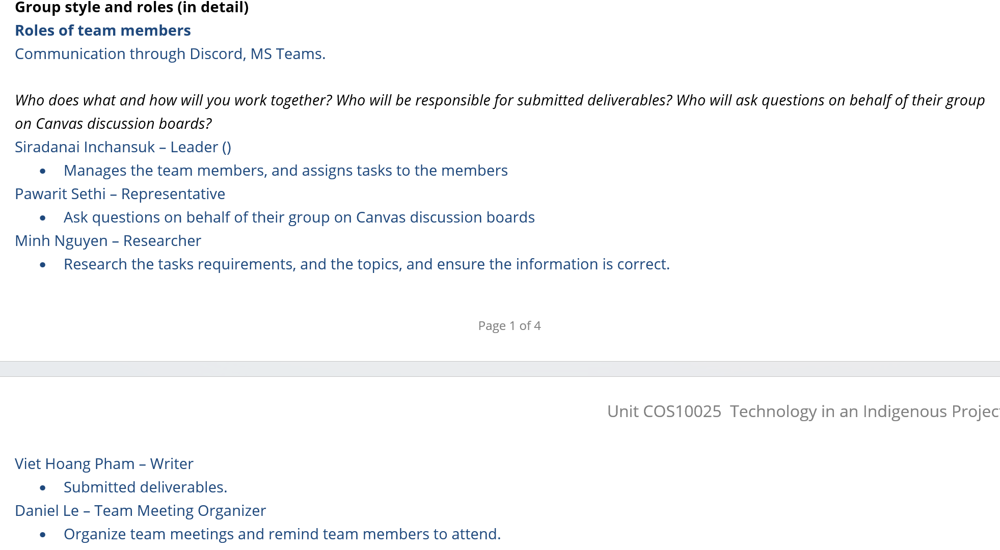 Group style and roles (in detail)
Roles of team members
Communication through Discord, MS Teams.
Who does what and how will you work together? Who will be responsible for submitted deliverables? Who will ask questions on behalf of their group
on Canvas discussion boards?
Siradanai Inchansuk – Leader ()
• Manages the team members, and assigns tasks to the members
Pawarit Sethi – Representative
• Ask questions on behalf of their group on Canvas discussion boards
Minh Nguyen – Researcher
• Research the tasks requirements, and the topics, and ensure the information is correct.
Page 1 of 4
Unit COS10025 Technology in an Indigenous Projec
Viet Hoang Pham – Writer
• Submitted deliverables.
Daniel Le – Team Meeting Organizer
• Organize team meetings and remind team members to attend.